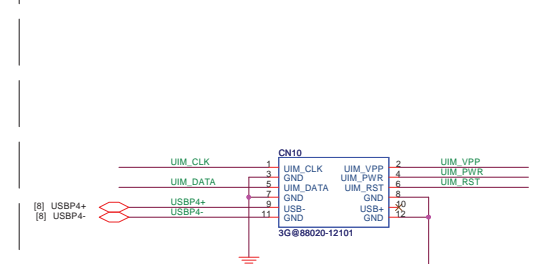 CN10
UIM_CLK 1 UIM_CLK UIM_VPP 2 UIM_VPP
3 GND UIM_PWR 4 UIM_PWR
UIM_DATA 5 UIM_DATA UIM_RST 6 UIM_RST
7 GND GND 8
[8] USBP4+ USBP4+ 9 USB- USB+ 10
[8] USBP4- USBP4- 11 GND GND 12
3G@88020-12101